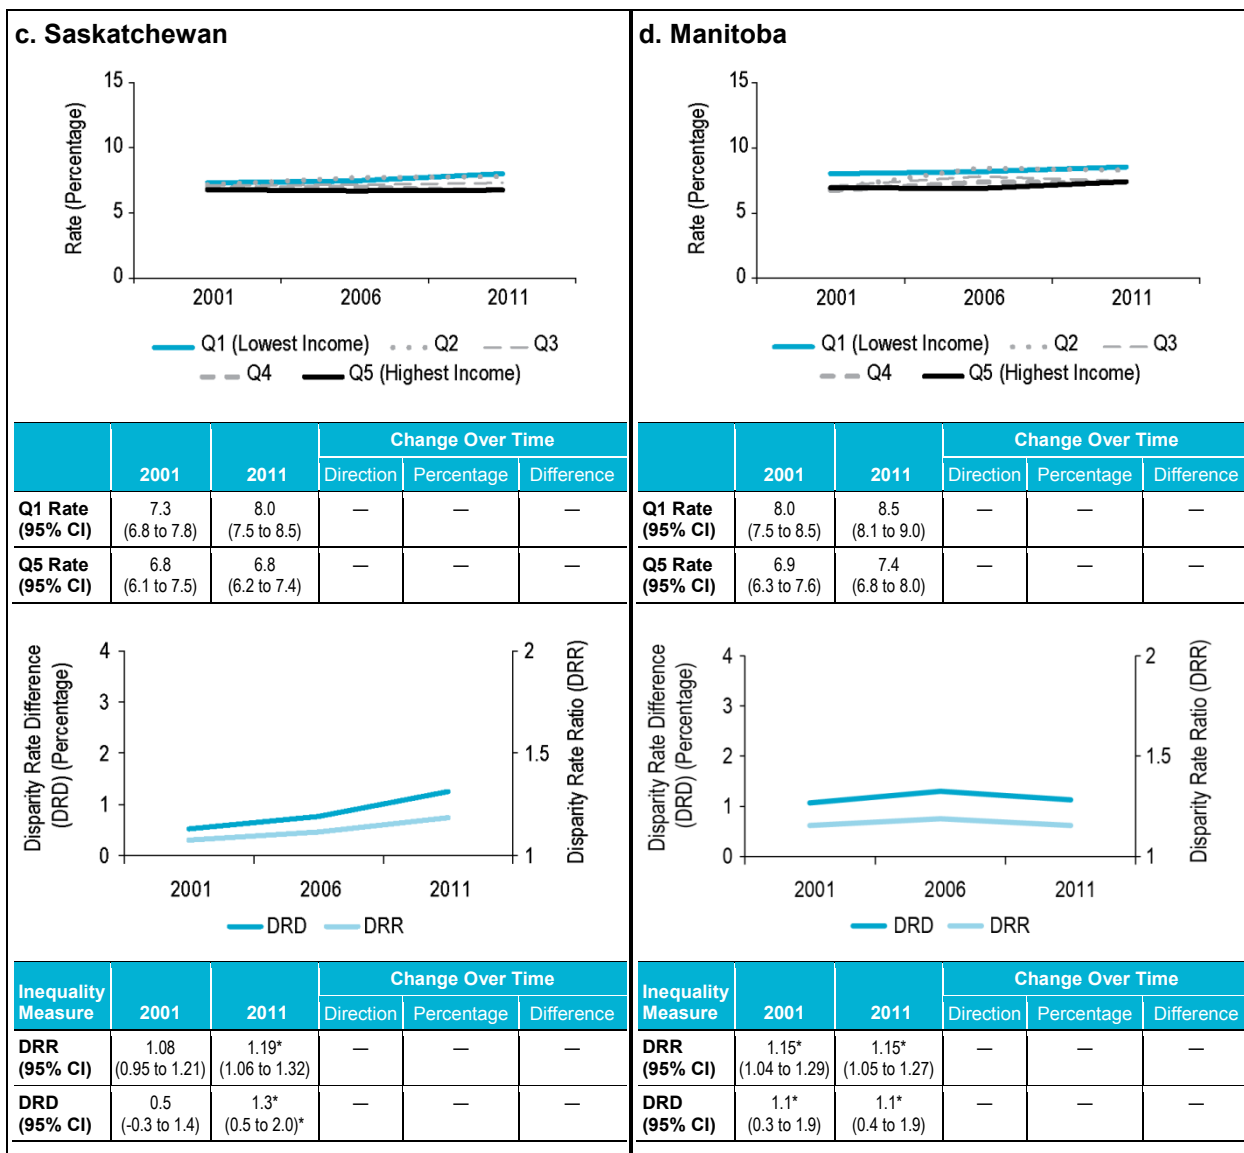 c. Saskatchewan
15
10
5
0
Rate (Percentage)
2001 2006 2011
Q1 (Lowest Income) Q2 Q3
Q4 Q5 (Highest Income)
Change Over Time
2001 2011 Direction Percentage Difference
Q1 Rate (95% CI) 7.3 (6.8 to 7.8) 8.0 (7.5 to 8.5) — — —
Q5 Rate (95% CI) 6.8 (6.1 to 7.5) 6.8 (6.2 to 7.4) — — —
Disparity Rate Difference (DRD) (Percentage)
4
3
2
1
0
2
1.5
1
Disparity Rate Ratio (DRR)
2001 2006 2011
DRD DRR
Change Over Time
Inequality Measure 2001 2011 Direction Percentage Difference
DRR (95% CI) 1.08 (0.95 to 1.21) 1.19* (1.06 to 1.32) — — —
DRD (95% CI) 0.5 (-0.3 to 1.4) 1.3* (0.5 to 2.0)* — — —
d. Manitoba
15
10
5
0
Rate (Percentage)
2001 2006 2011
Q1 (Lowest Income) Q2 Q3
Q4 Q5 (Highest Income)
Change Over Time
2001 2011 Direction Percentage Difference
Q1 Rate (95% CI) 8.0 (7.5 to 8.5) 8.5 (8.1 to 9.0) — — —
Q5 Rate (95% CI) 6.9 (6.3 to 7.6) 7.4 (6.8 to 8.0) — — —
Disparity Rate Difference (DRD) (Percentage)
4
3
2
1
0
2
1.5
1
Disparity Rate Ratio (DRR)
2001 2006 2011
DRD DRR
Change Over Time
Inequality Measure 2001 2011 Direction Percentage Difference
DRR (95% CI) 1.15* (1.04 to 1.29) 1.15* (1.05 to 1.27) — — —
DRD (95% CI) 1.1* (0.3 to 1.9) 1.1* (0.4 to 1.9) — — —